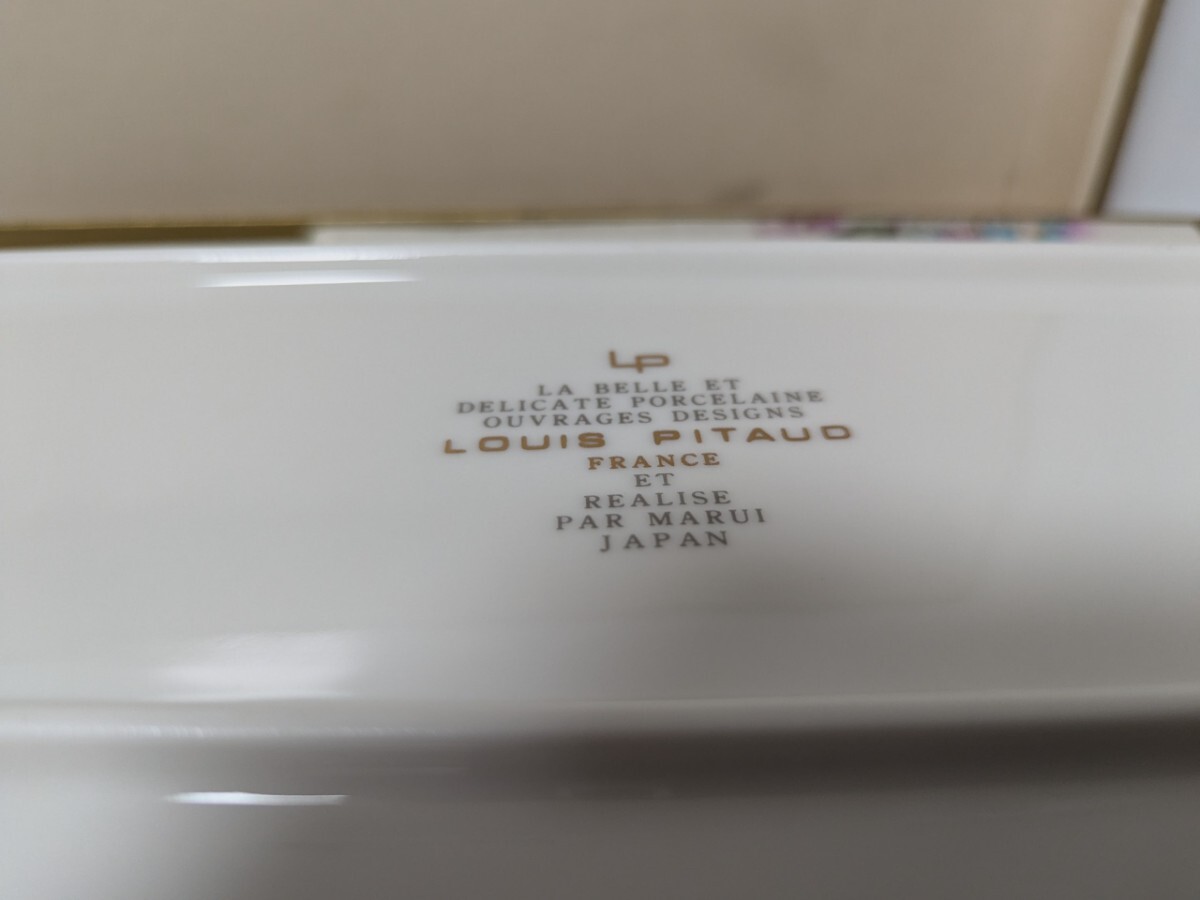 LP
LA BELLE ET
DELICATE PORCELAINE
OUVRAGES DESIGNS
LOUIS PITAUD
FRANCE
ET
REALISE
PAR MARUI
JAPAN